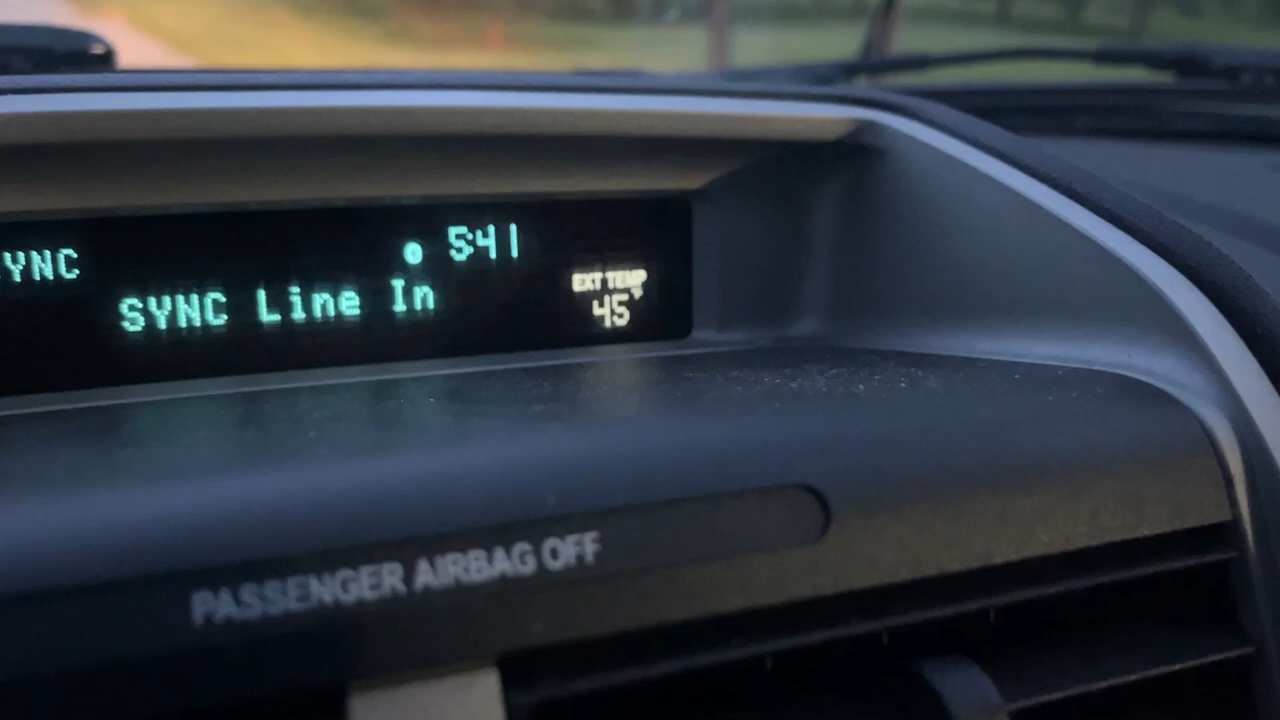 YNC
5:41
SYNC Line In
EXT TEMP
45°
PASSENGER AIRBAG OFF